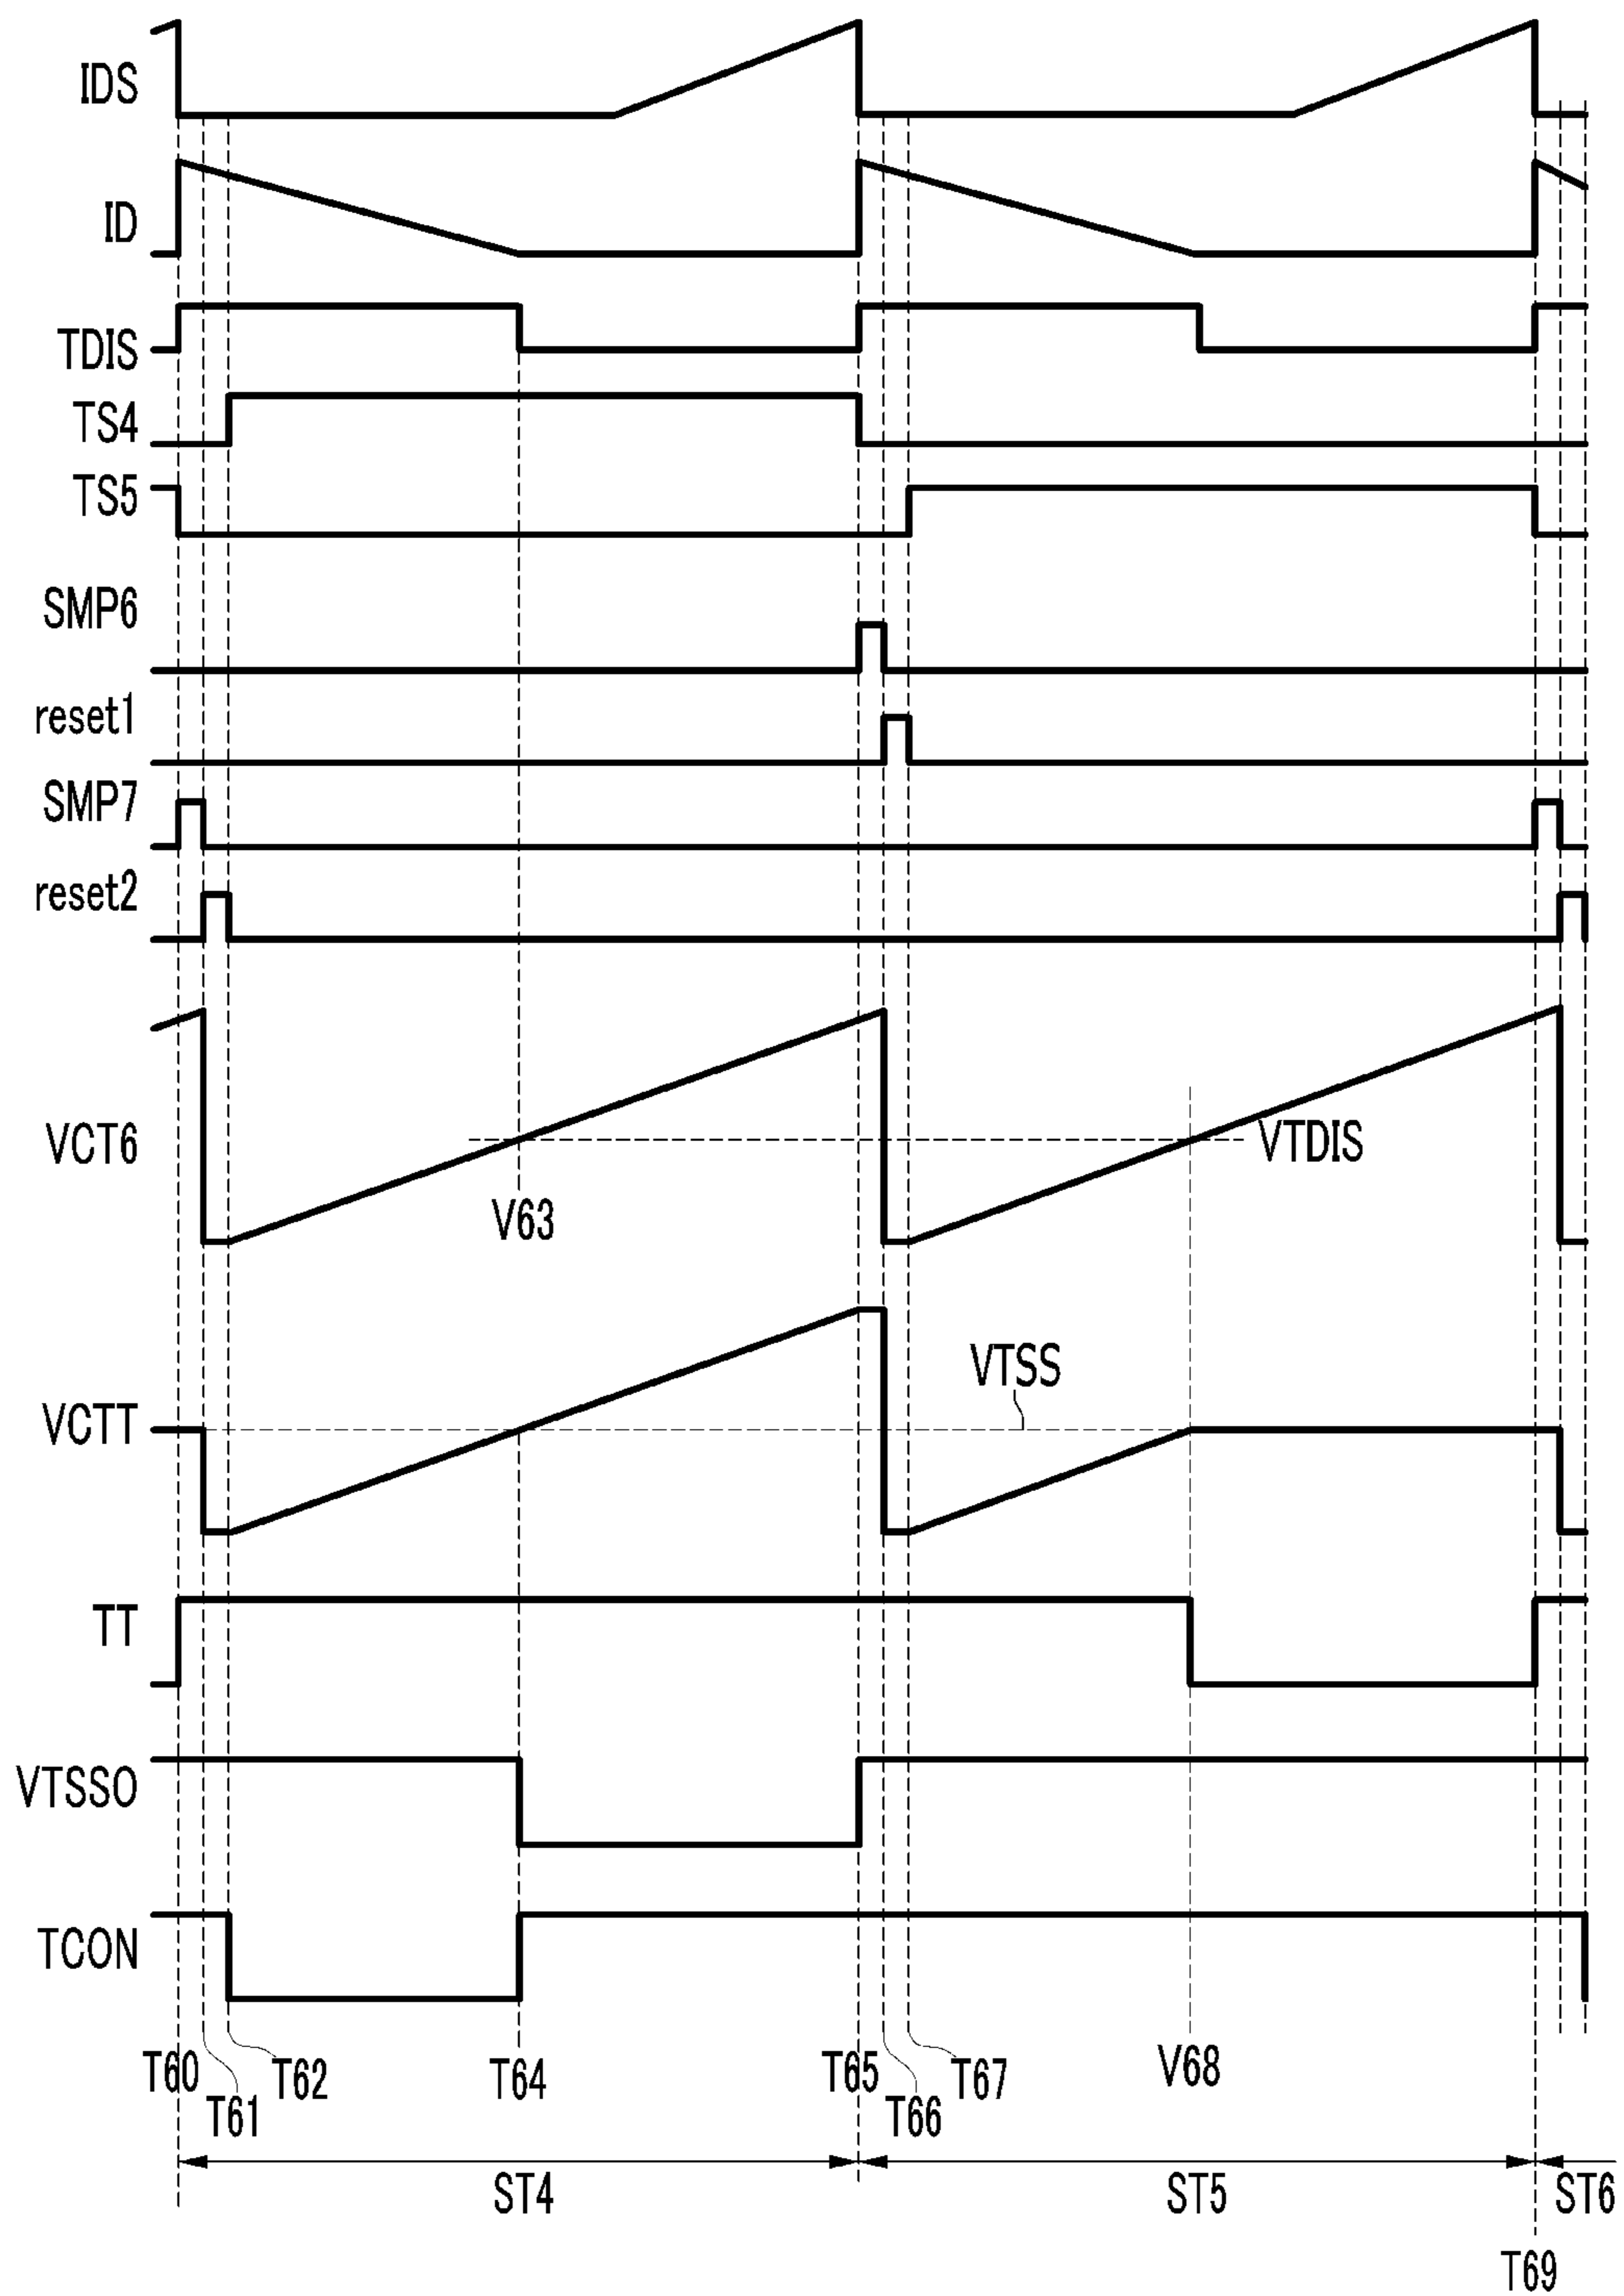 IDS
ID
TDIS
TS4
TS5
SMP6
reset1
SMP7
reset2
VCT6
VTDIS
V63
VTSS
VCTT
TT
VTSSO
TCON
T60
T62
T64
T65
T67
V68
T61
T66
ST4
ST5
ST6
T69